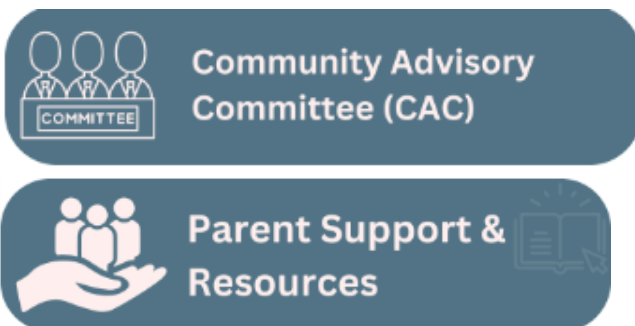 COMMITTEE
Community Advisory
Committee (CAC)
Parent Support &
Resources